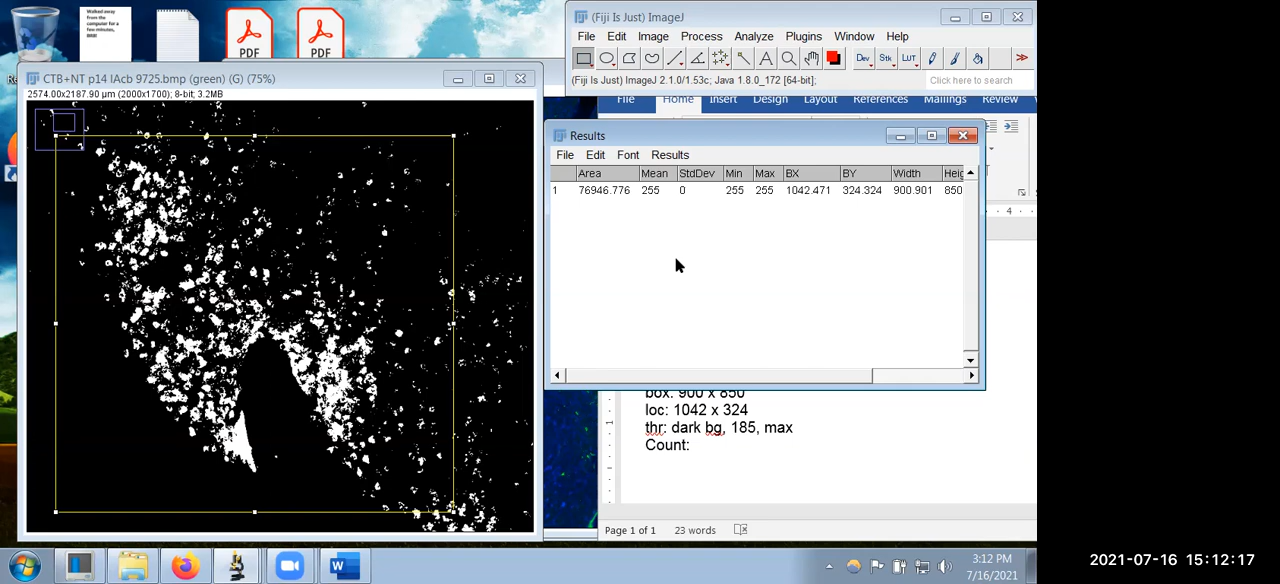 Walked away
from the
computer for a
few minutes,
BRB!
PDF
PDF
(Fiji Is Just) ImageJ
File Edit Image Process Analyze Plugins Window Help
Dev Stk LUT
(Fiji Is Just) ImageJ 2.1.0/1.53c; Java 1.8.0_172 [64-bit];
Click here to search
CTB+NT p14 IAcb 9725.bmp (green) (G) (75%)
2574.00x2187.90 µm (2000x1700); 8-bit; 3.2MB
File Home Insert Design Layout References Mailings Review
Results
File Edit Font Results
Area Mean StdDev Min Max BX BY Width Heig
1 76946.776 255 0 255 255 1042.471 324.324 900.901 850
4
box: 900 x 850
loc: 1042 x 324
thr: dark bg, 185, max
Count:
1
Page 1 of 1 23 words
W
3:12 PM
7/16/2021
2021-07-16 15:12:17